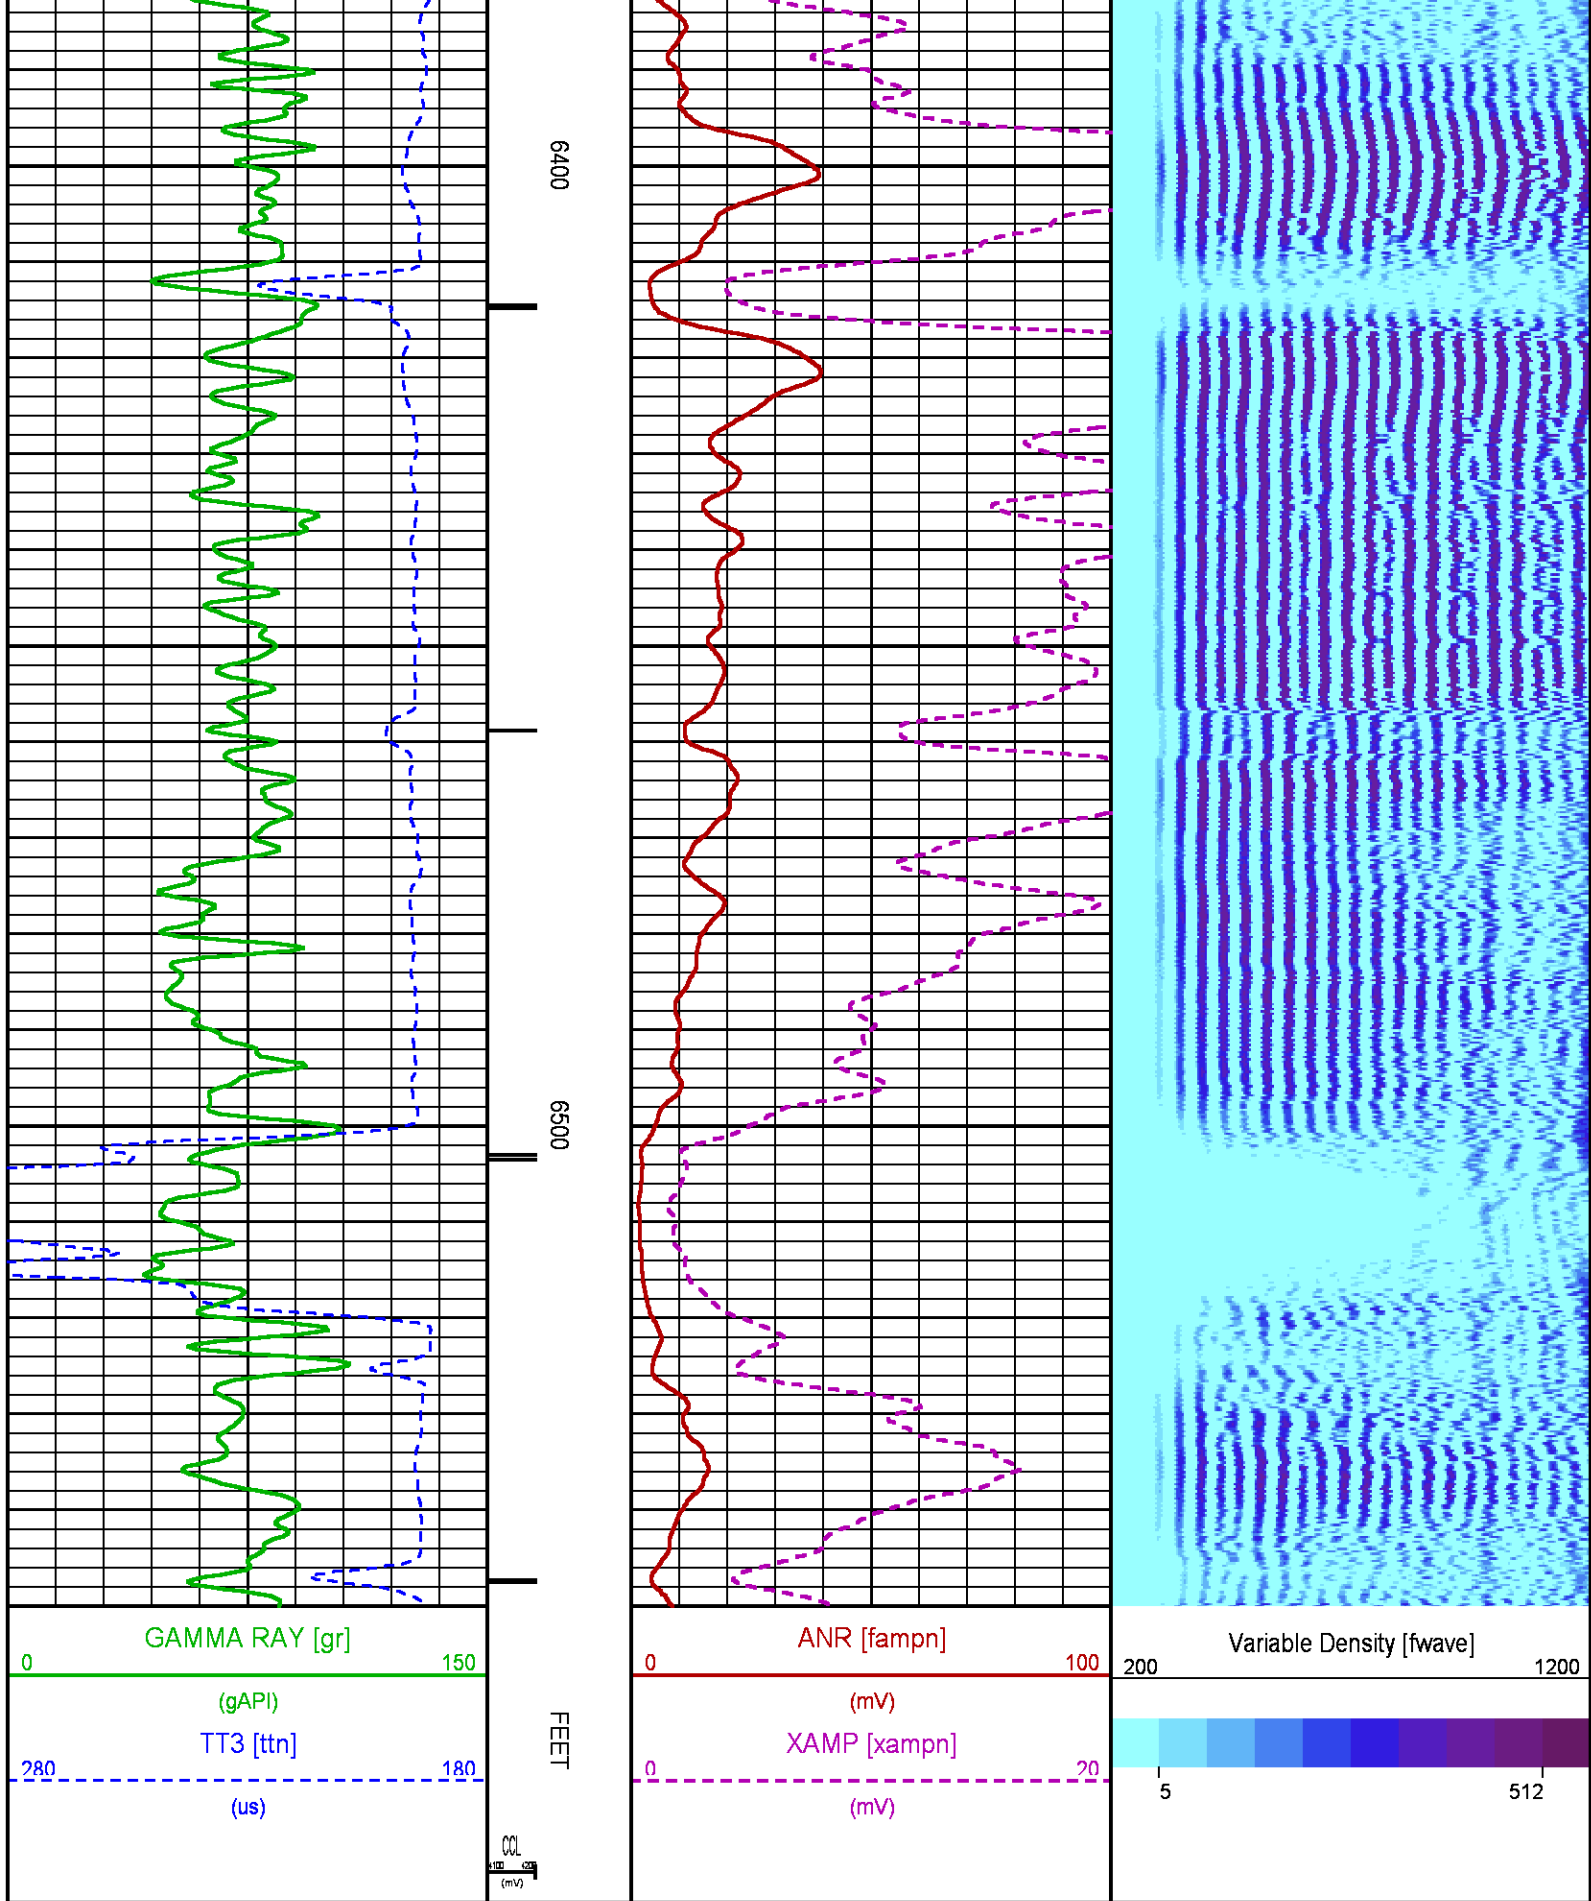 6400
6500
GAMMA RAY [gr]
0 150
(gAPI)
TT3 [ttn]
280 180
(us)
FEET
CCL
(mV)
ANR [fampn]
0 100
(mV)
XAMP [xampn]
0 20
(mV)
Variable Density [fwave]
200 1200
5 512